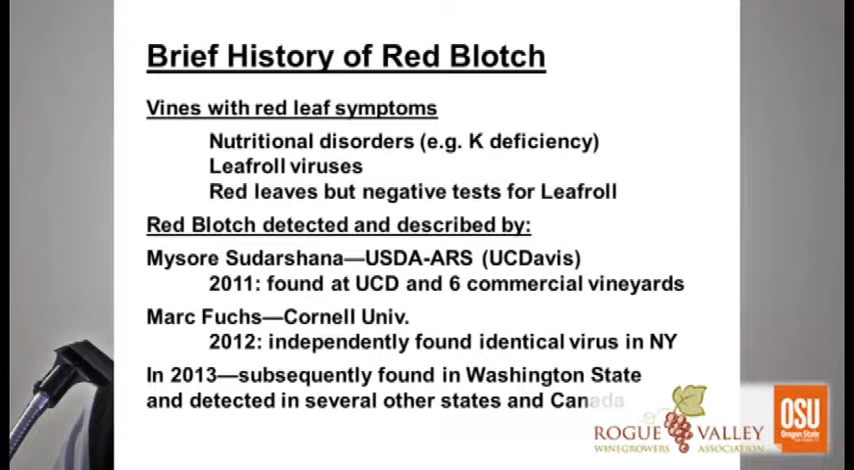 Brief History of Red Blotch
Vines with red leaf symptoms
Nutritional disorders (e.g. K deficiency)
Leafroll viruses
Red leaves but negative tests for Leafroll
Red Blotch detected and described by:
Mysore Sudarshana—USDA-ARS (UCDavis)
2011: found at UCD and 6 commercial vineyards
Marc Fuchs—Cornell Univ.
2012: independently found identical virus in NY
In 2013—subsequently found in Washington State
and detected in several other states and Canada
ROGUE VALLEY
WINEGROWERS ASSOCIATION
OSU
Oregon State